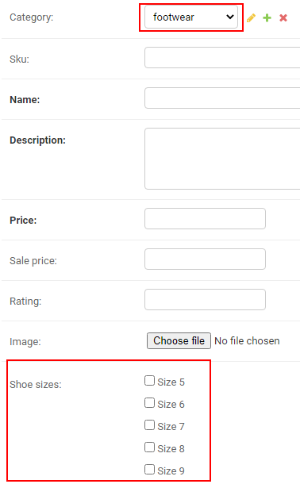 Category: footwear
Sku:
Name:
Description:
Price:
Sale price:
Rating:
Image: Choose file No file chosen
Shoe sizes: Size 5
Size 6
Size 7
Size 8
Size 9